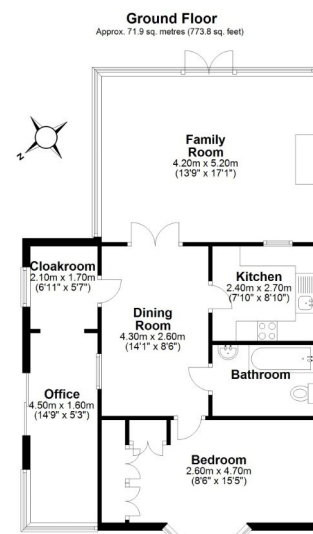 Ground Floor
Approx. 71.9 sq. metres (773.8 sq. feet)
Family
Room
4.20m x 5.20m
(13'9" x 17'1")
N
Cloakroom
2.10m x 1.70m
(6'11" x 5'7")
Kitchen
2.40m x 2.70m
(7'10" x 8'10")
Dining
Room
4.30m x 2.60m
(14'1" x 8'6")
Bathroom
Office
4.50m x 1.60m
(14'9" x 5'3")
Bedroom
2.60m x 4.70m
(8'6" x 15'5")